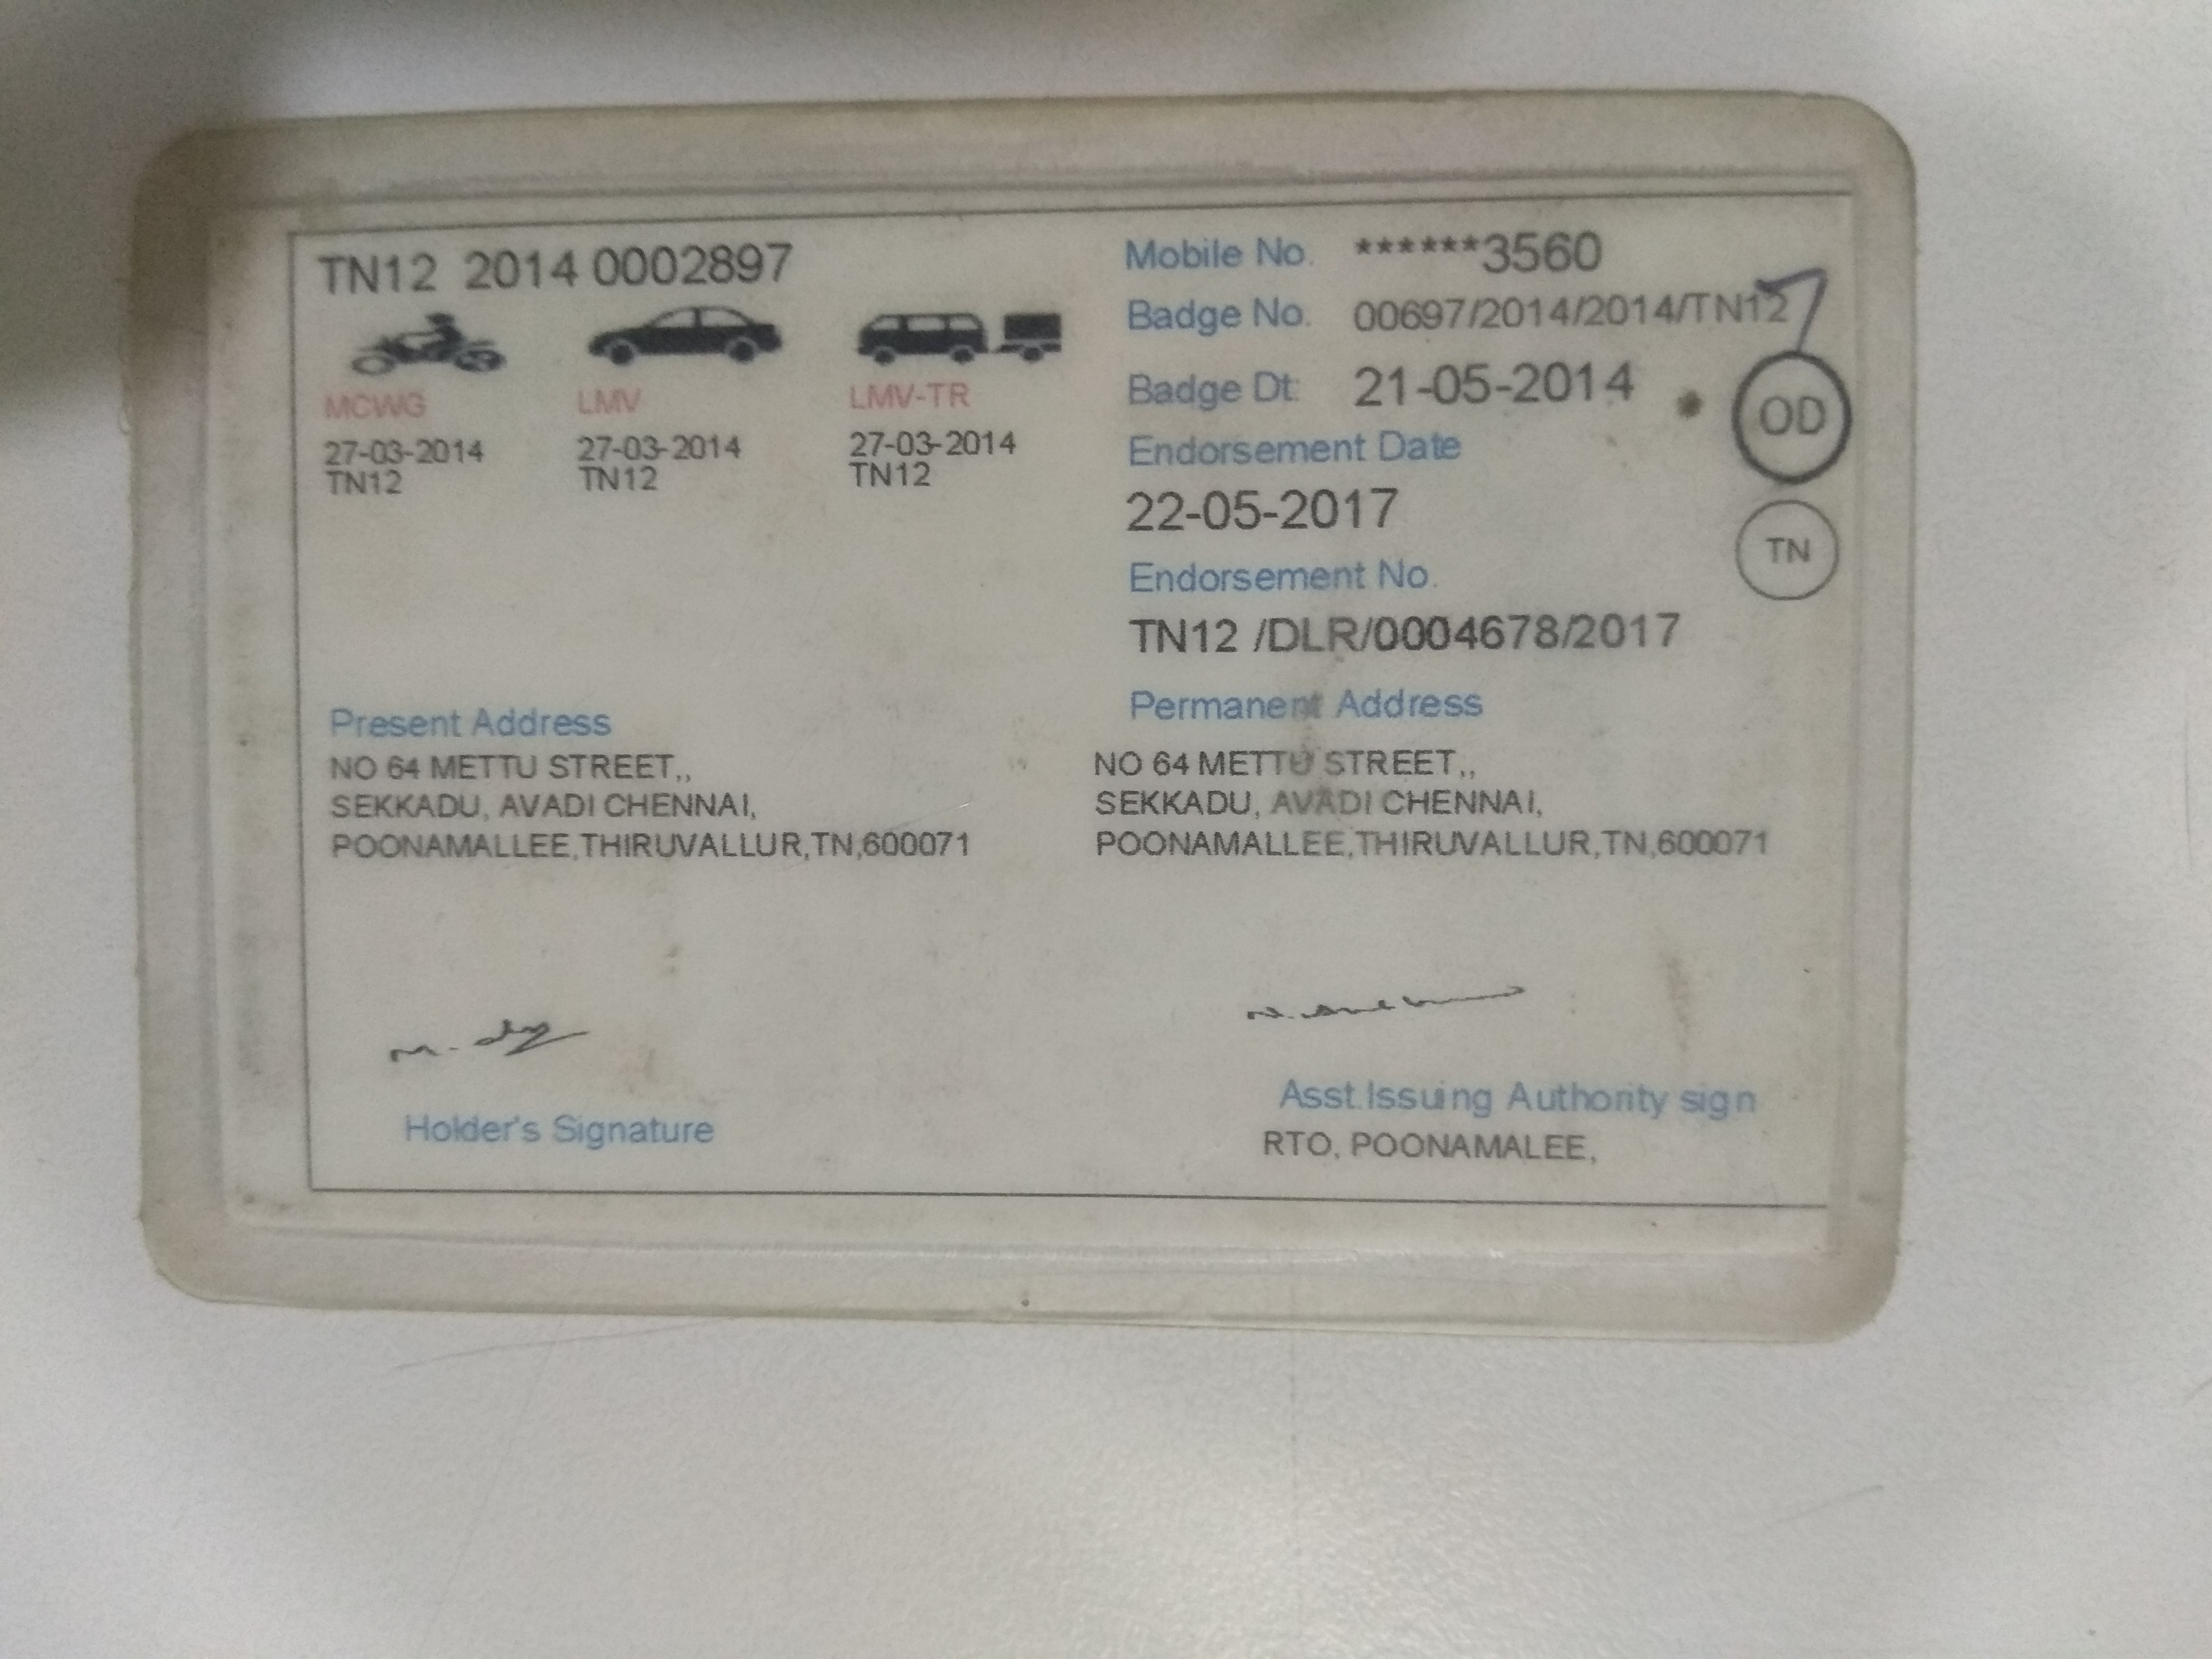 TN12 2014 0002897
MCWG LMV LMV-TR
27-03-2014 27-03-2014 27-03-2014
TN12 TN12 TN12
Mobile No. ******3560
Badge No. 00697/2014/2014/TN12
Badge Dt: 21-05-2014
OD
Endorsement Date
22-05-2017
TN
Endorsement No.
TN12 /DLR/0004678/2017
Present Address
NO 64 METTU STREET,,
SEKKADU, AVADI CHENNAI,
POONAMALLEE,THIRUVALLUR,TN,600071
Permanent Address
NO 64 METTU STREET,,
SEKKADU, AVADI CHENNAI,
POONAMALLEE,THIRUVALLUR,TN,600071
Holder's Signature
Asst.Issuing Authority sign
RTO, POONAMALEE,